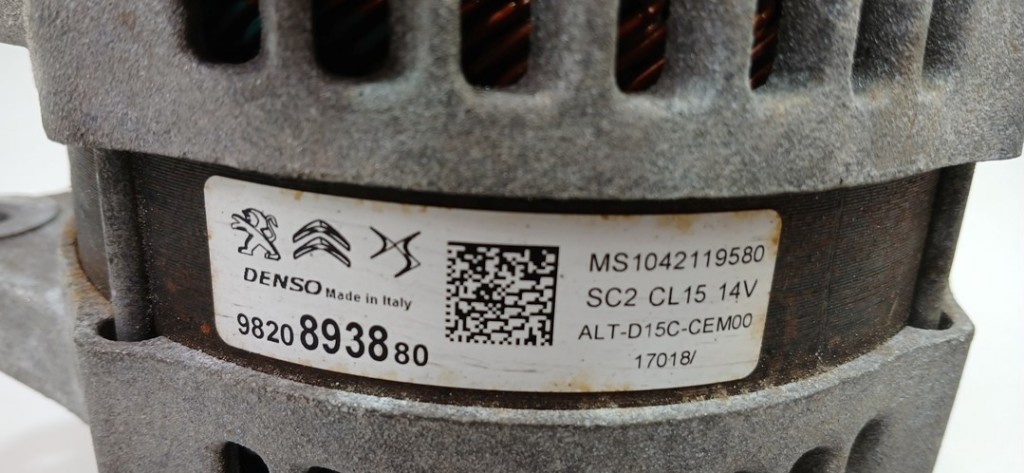 DENSO Made in Italy
9820893880
MS1042119580
SC2 CL15 14V
ALT-D15C-CEM00
17018/